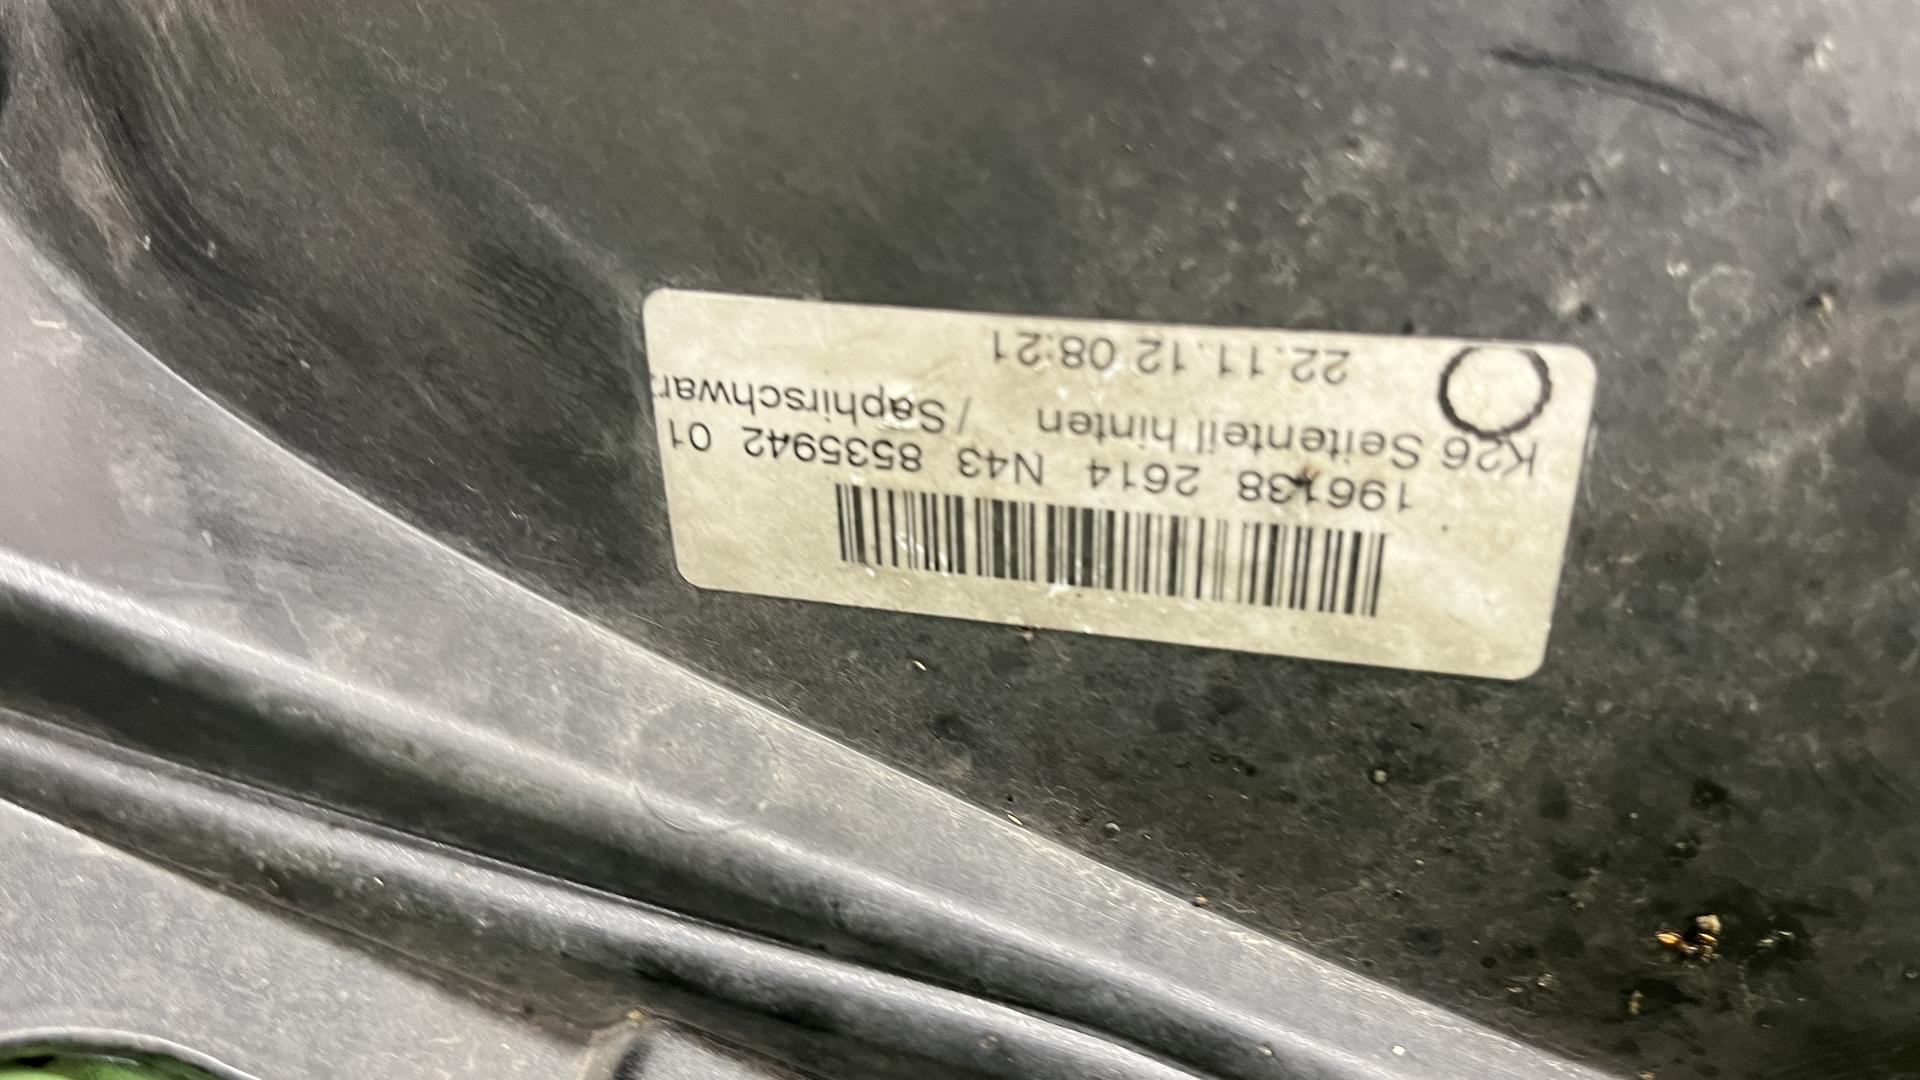 196138 2614 N43 8535942 01
K26 Seitenteil hinten / Saphirschwar
22.11.12 08:21